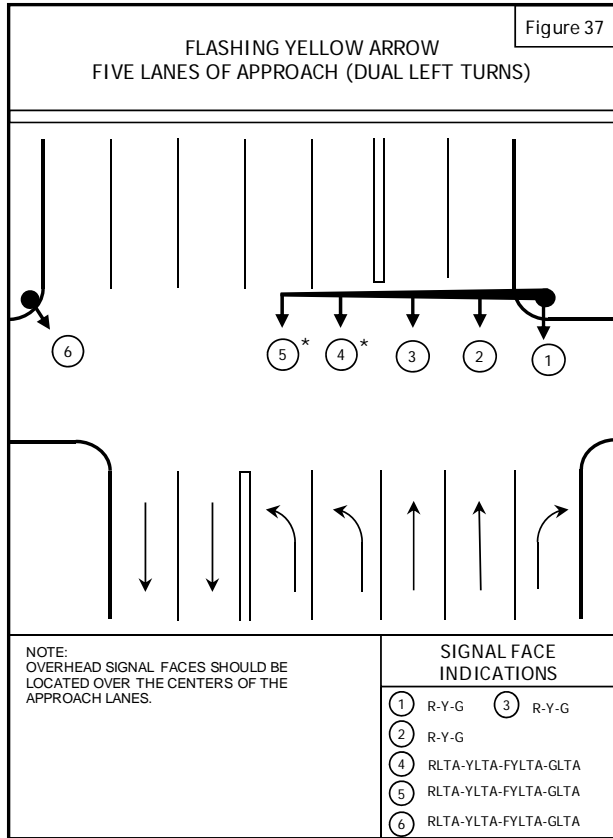 Figure 37
FLASHING YELLOW ARROW
FIVE LANES OF APPROACH (DUAL LEFT TURNS)
6
5 *
4 *
3
2
1
NOTE:
OVERHEAD SIGNAL FACES SHOULD BE
LOCATED OVER THE CENTERS OF THE
APPROACH LANES.
SIGNAL FACE
INDICATIONS
1 R-Y-G 3 R-Y-G
2 R-Y-G
4 RLTA-YLTA-FYLTA-GLTA
5 RLTA-YLTA-FYLTA-GLTA
6 RLTA-YLTA-FYLTA-GLTA